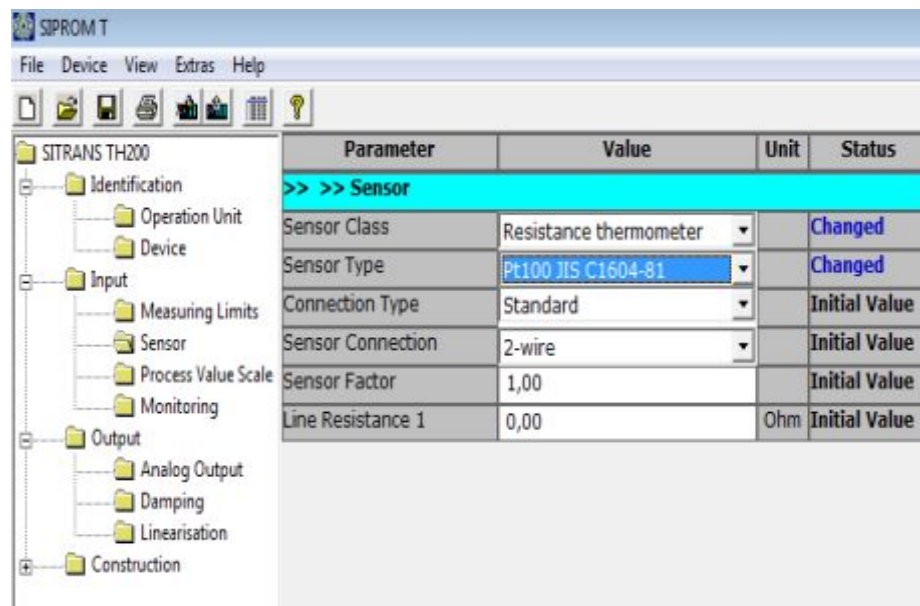 SIPROM T
File Device View Extras Help
SITRANS TH200
Identification
Operation Unit
Device
Input
Measuring Limits
Sensor
Process Value Scale
Monitoring
Output
Analog Output
Damping
Linearisation
Construction
Parameter Value Unit Status
>> >> Sensor
Sensor Class Resistance thermometer Changed
Sensor Type Pt100 JIS C1604-81 Changed
Connection Type Standard Initial Value
Sensor Connection 2-wire Initial Value
Sensor Factor 1,00 Initial Value
Line Resistance 1 0,00 Ohm Initial Value